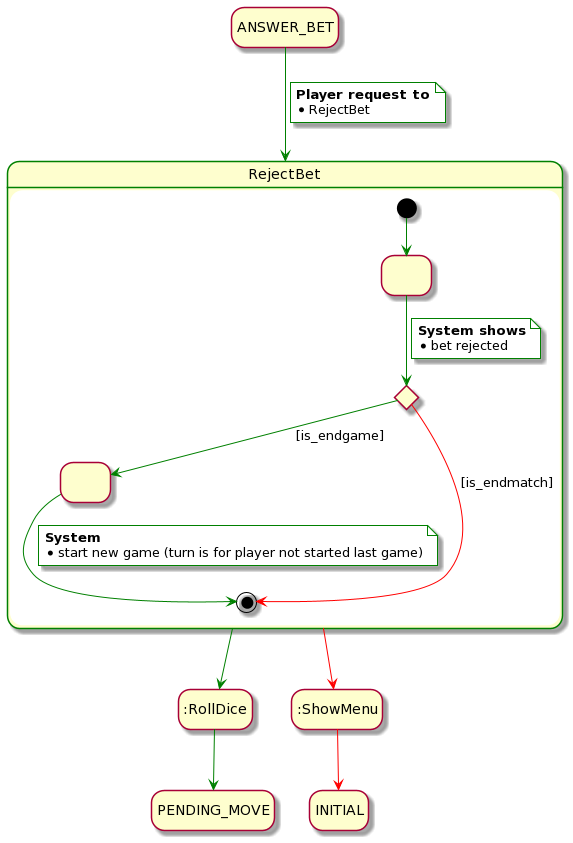 ANSWER_BET
Player request to
• RejectBet
RejectBet
System shows
• bet rejected
[is_endgame]
[is_endmatch]
System
• start new game (turn is for player not started last game)
:RollDice
:ShowMenu
PENDING_MOVE
INITIAL